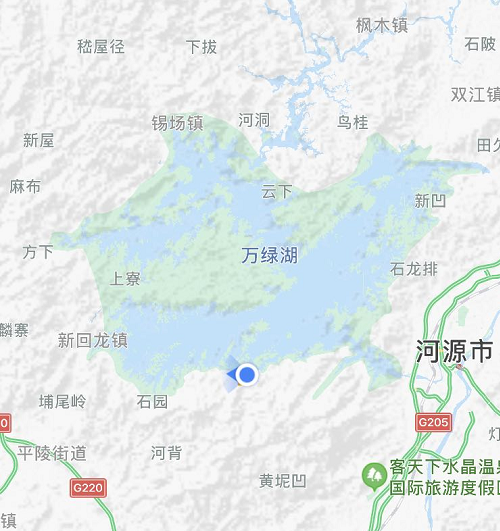 枫木镇
嵇屋径
下拔
石陂
双江镇
锡场镇
河洞
鸟桂
新屋
田欠
麻布
云下
新凹
方下
万绿湖
石龙排
上寮
麟寨
新回龙镇
河源市
埔尾岭
石园
G205
0
灯
平陵街道
河背
客天下水晶温泉
国际旅游度假区
黄坭凹
G220
镇